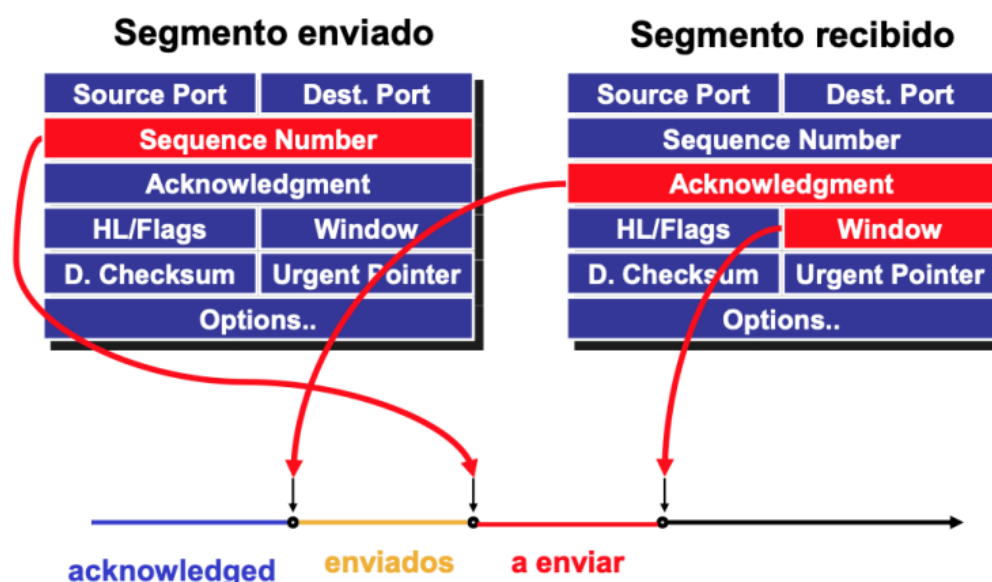 Segmento enviado
Source Port Dest. Port
Sequence Number
Acknowledgment
HL/Flags Window
D. Checksum Urgent Pointer
Options..
Segmento recibido
Source Port Dest. Port
Sequence Number
Acknowledgment
HL/Flags Window
D. Checksum Urgent Pointer
Options..
acknowledged enviados a enviar